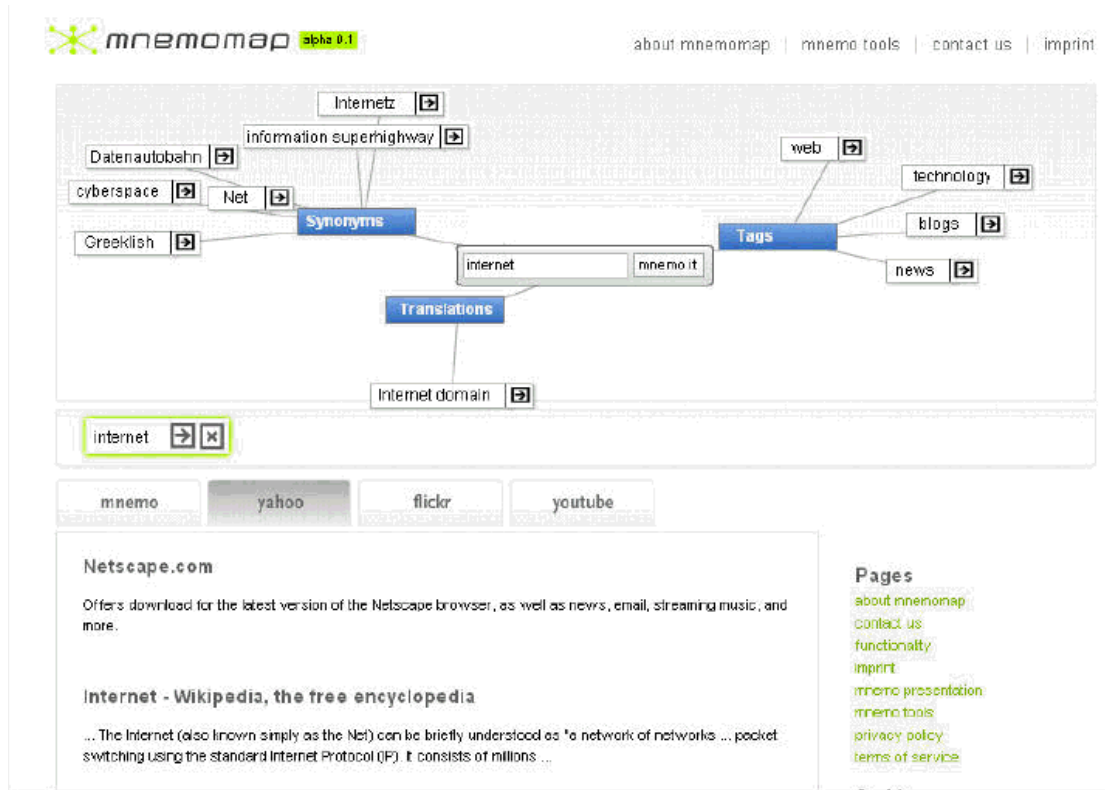 mnemomap alpha 0.1
about mnemomap | mnemo tools | contact us | imprint
Internetz
information superhighway
Datenautobahn
cyberspace
Net
Greeklish
Synonyms
web
technology
blogs
news
Tags
internet mnemo it
Translations
Internet domain
internet
mnemo yahoo flickr youtube
Netscape.com
Offers download for the latest version of the Netscape browser, as well as news, email, streaming music, and
more.
Internet - Wikipedia, the free encyclopedia
... The Internet (also known simply as the Net) can be briefly understood as "a network of networks ... packet
switching using the standard Internet Protocol (IP). It consists of millions ...
Pages
about mnemomap
contact us
functionality
imprint
mnemo presentation
mnemo tools
privacy policy
terms of service